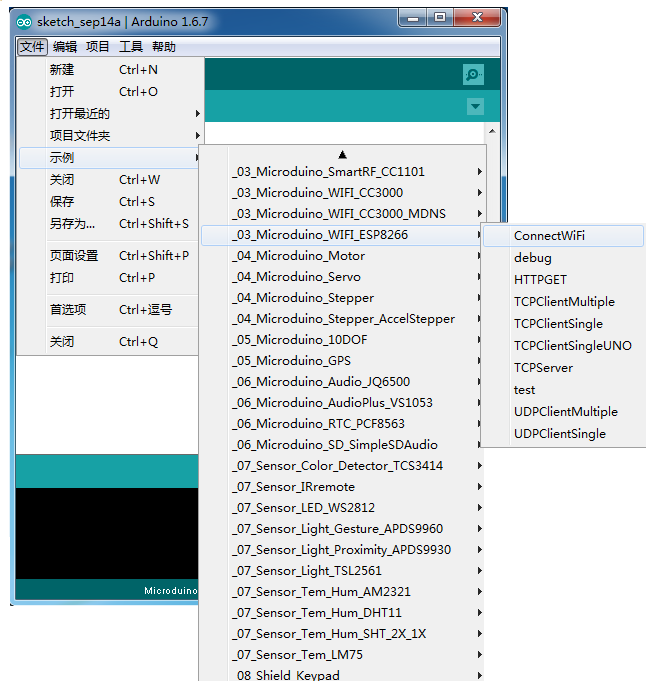 sketch_sep14a | Arduino 1.6.7
文件 编辑 项目 工具 帮助
新建 Ctrl+N
打开 Ctrl+O
打开最近的
项目文件夹
示例
关闭 Ctrl+W
保存 Ctrl+S
另存为... Ctrl+Shift+S
页面设置 Ctrl+Shift+P
打印 Ctrl+P
首选项 Ctrl+逗号
关闭 Ctrl+Q
_03_Microduino_SmartRF_CC1101
_03_Microduino_WIFI_CC3000
_03_Microduino_WIFI_CC3000_MDNS
_03_Microduino_WIFI_ESP8266
_04_Microduino_Motor
_04_Microduino_Servo
_04_Microduino_Stepper
_04_Microduino_Stepper_AccelStepper
_05_Microduino_10DOF
_05_Microduino_GPS
_06_Microduino_Audio_JQ6500
_06_Microduino_AudioPlus_VS1053
_06_Microduino_RTC_PCF8563
_06_Microduino_SD_SimpleSDAudio
_07_Sensor_Color_Detector_TCS3414
_07_Sensor_IRremote
_07_Sensor_LED_WS2812
_07_Sensor_Light_Gesture_APDS9960
_07_Sensor_Light_Proximity_APDS9930
_07_Sensor_Light_TSL2561
_07_Sensor_Tem_Hum_AM2321
_07_Sensor_Tem_Hum_DHT11
_07_Sensor_Tem_Hum_SHT_2X_1X
_07_Sensor_Tem_LM75
_08_Shield_Keypad
ConnectWiFi
debug
HTTPGET
TCPClientMultiple
TCPClientSingle
TCPClientSingleUNO
TCPServer
test
UDPClientMultiple
UDPClientSingle
Microduino